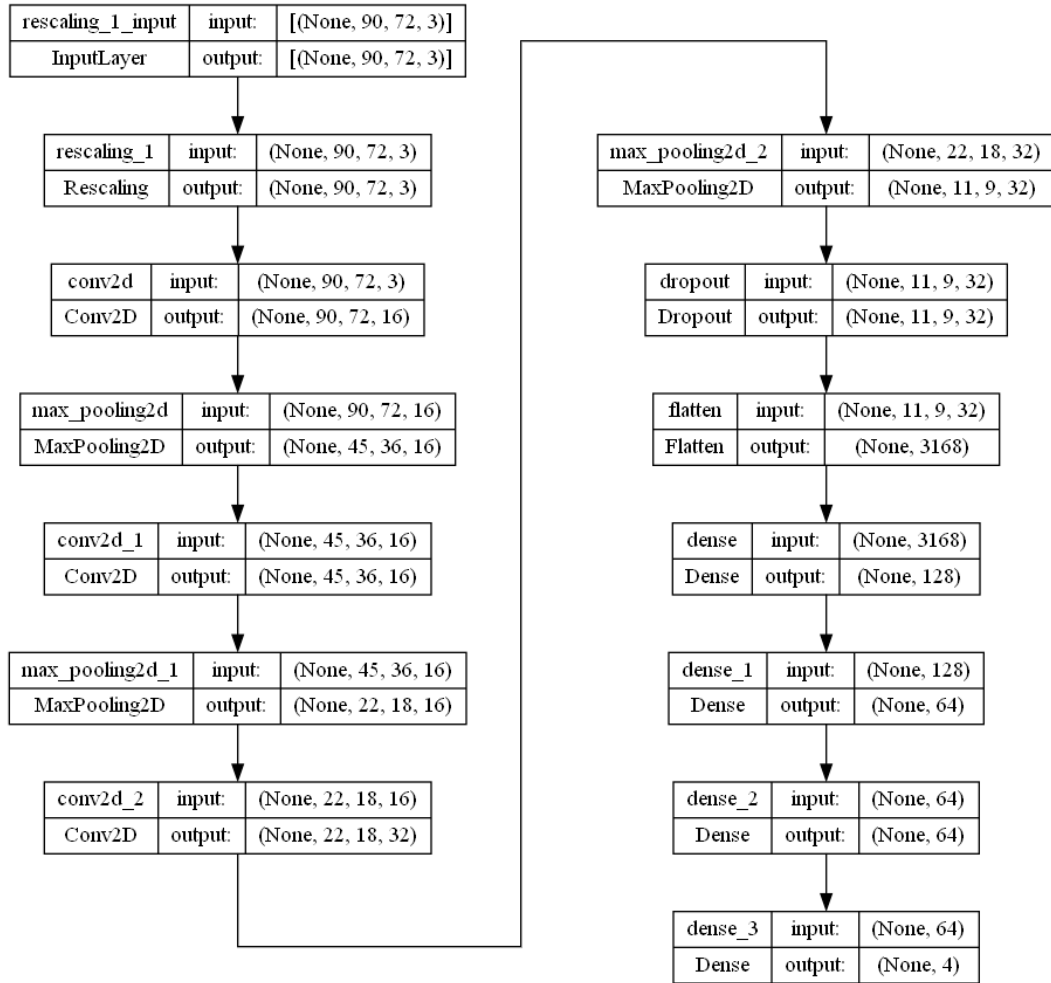 rescaling_1_input input: [(None, 90, 72, 3)]
InputLayer output: [(None, 90, 72, 3)]
rescaling_1 input: (None, 90, 72, 3)
Rescaling output: (None, 90, 72, 3)
conv2d input: (None, 90, 72, 3)
Conv2D output: (None, 90, 72, 16)
max_pooling2d input: (None, 90, 72, 16)
MaxPooling2D output: (None, 45, 36, 16)
conv2d_1 input: (None, 45, 36, 16)
Conv2D output: (None, 45, 36, 16)
max_pooling2d_1 input: (None, 45, 36, 16)
MaxPooling2D output: (None, 22, 18, 16)
conv2d_2 input: (None, 22, 18, 16)
Conv2D output: (None, 22, 18, 32)
max_pooling2d_2 input: (None, 22, 18, 32)
MaxPooling2D output: (None, 11, 9, 32)
dropout input: (None, 11, 9, 32)
Dropout output: (None, 11, 9, 32)
flatten input: (None, 11, 9, 32)
Flatten output: (None, 3168)
dense input: (None, 3168)
Dense output: (None, 128)
dense_1 input: (None, 128)
Dense output: (None, 64)
dense_2 input: (None, 64)
Dense output: (None, 64)
dense_3 input: (None, 64)
Dense output: (None, 4)